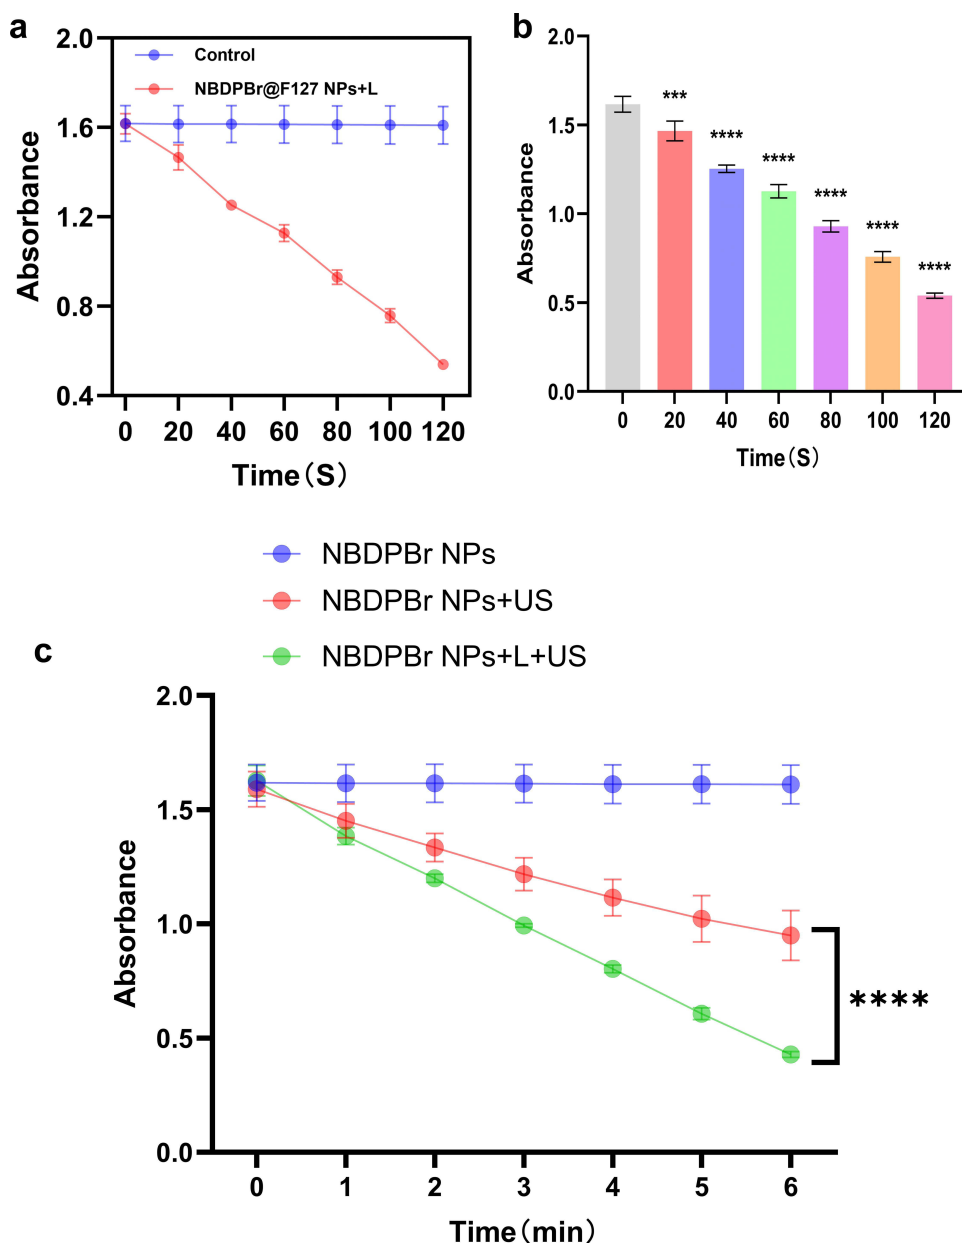 a
2.0
1.6
1.2
0.8
0.4
Absorbance
Control
NBDPBr@F127 NPs+L
0 20 40 60 80 100 120
Time（S）
b
2.0
1.5
1.0
0.5
0.0
Absorbance
***
****
****
****
****
****
0 20 40 60 80 100 120
Time（S）
NBDPBr NPs
NBDPBr NPs+US
NBDPBr NPs+L+US
c
2.0
1.5
1.0
0.5
0.0
Absorbance
****
0 1 2 3 4 5 6
Time（min）